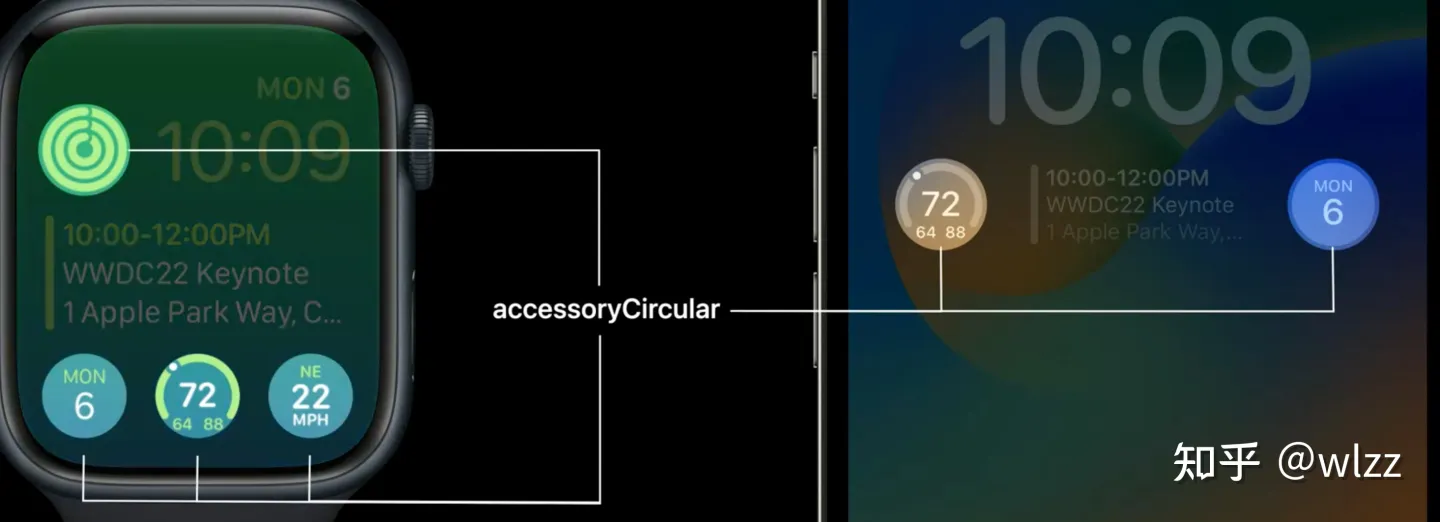 MON 6
10:09
10:00-12:00PM
WWDC22 Keynote
1 Apple Park Way, C...
MON
6
72
64 88
NE
22
MPH
accessoryCircular
10:09
72
64 88
10:00-12:00PM
WWDC22 Keynote
1 Apple Park Way,...
MON
6
知乎 @wlzz